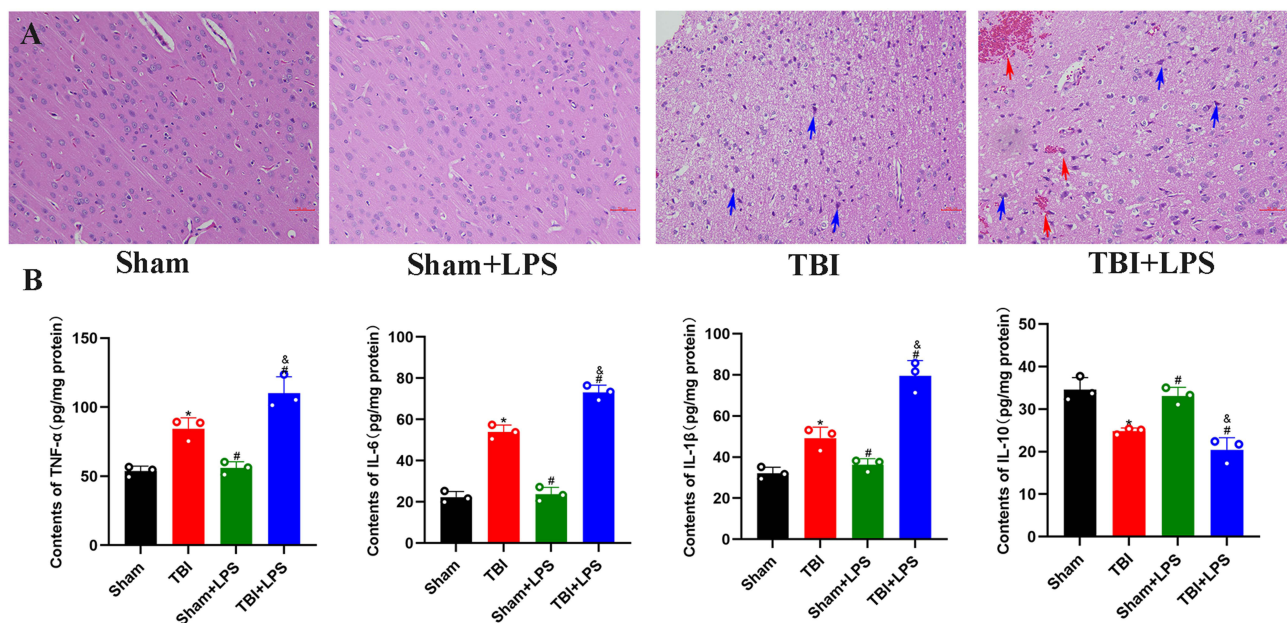 A
Sham
Sham+LPS
TBI
TBI+LPS
B
Contents of TNF-α(pg/mg protein)
150
100
50
0
*
#
&
#
Sham
TBI
Sham+LPS
TBI+LPS
Contents of IL-6(pg/mg protein)
100
80
60
40
20
0
*
#
&
#
Sham
TBI
Sham+LPS
TBI+LPS
Contents of IL-1β(pg/mg protein)
100
80
60
40
20
0
*
#
&
#
Sham
TBI
Sham+LPS
TBI+LPS
Contents of IL-10(pg/mg protein)
50
40
30
20
10
0
*
#
&
#
Sham
TBI
Sham+LPS
TBI+LPS